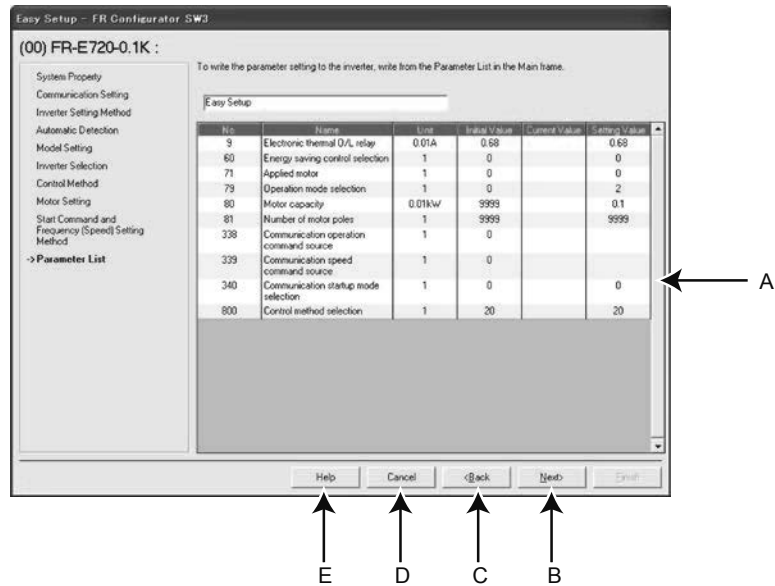 Easy Setup - FR Configurator SW3
(00) FR-E720-0.1K :
System Property
Communication Setting
Inverter Setting Method
Automatic Detection
Model Setting
Inverter Selection
Control Method
Motor Setting
Start Command and
Frequency (Speed) Setting
Method
->Parameter List
To write the parameter setting to the inverter, write from the Parameter List in the Main frame.
Easy Setup
No. Name Unit Initial Value Current Value Setting Value
9 Electronic thermal O/L relay 0.01A 0.68 0.68
60 Energy saving control selection 1 0 0
71 Applied motor 1 0 0
79 Operation mode selection 1 0 2
80 Motor capacity 0.01kW 9999 0.1
81 Number of motor poles 1 9999 9999
338 Communication operation 1 0
command source
339 Communication speed 1 0
command source
340 Communication startup mode 1 0 0
selection
800 Control method selection 1 20 20
Help Cancel <Back Next> Finish
A
E D C B